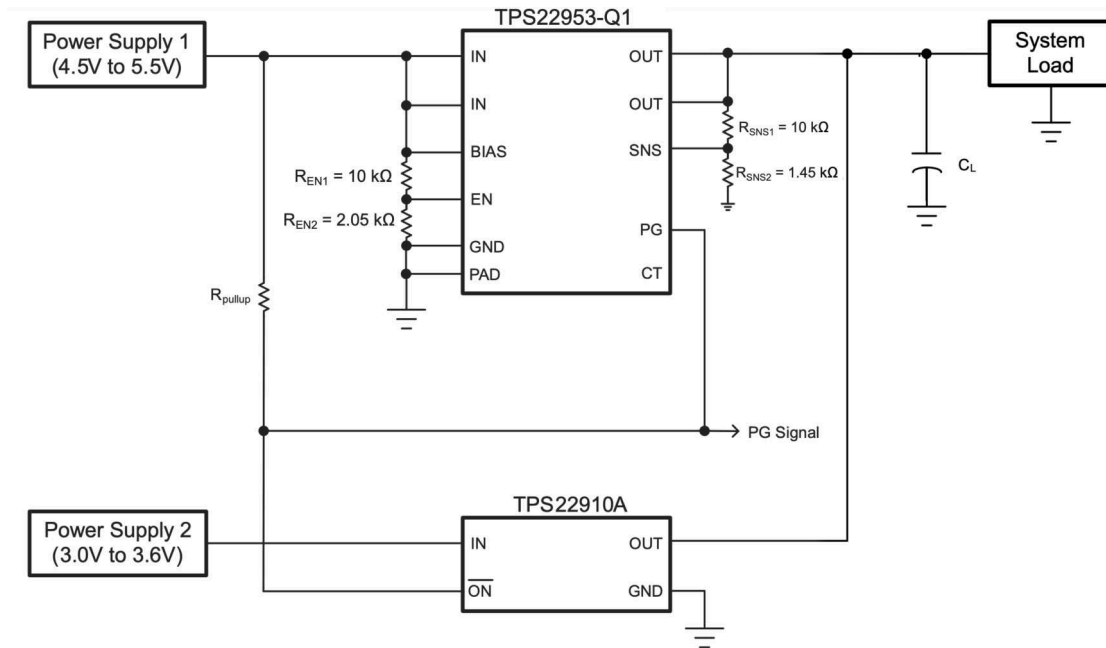 TPS22953-Q1
Power Supply 1
(4.5V to 5.5V)
IN
OUT
System
Load
IN
OUT
RSNS1 = 10 kΩ
BIAS
SNS
REN1 = 10 kΩ
RSNS2 = 1.45 kΩ
CL
EN
REN2 = 2.05 kΩ
PG
GND
PAD
CT
Rpullup
PG Signal
TPS22910A
Power Supply 2
(3.0V to 3.6V)
IN
OUT
ON
GND